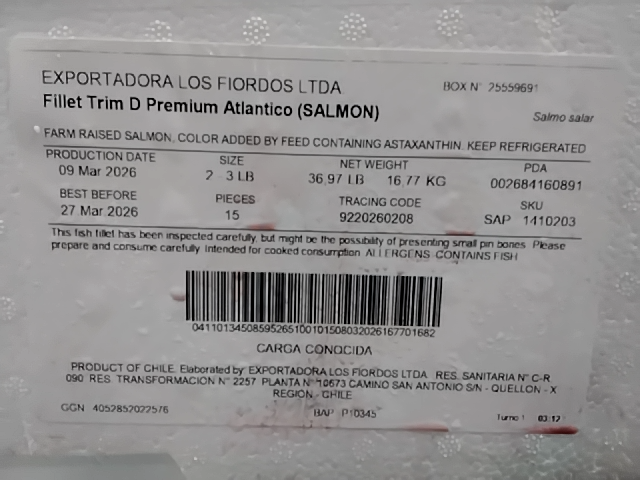 EXPORTADORA LOS FIORDOS LTDA
BOX N° 25559691
Fillet Trim D Premium Atlantico (SALMON)
Salmo salar
FARM RAISED SALMON, COLOR ADDED BY FEED CONTAINING ASTAXANTHIN. KEEP REFRIGERATED
PRODUCTION DATE SIZE NET WEIGHT PDA
09 Mar 2026 2 - 3 LB 36,97 LB 16,77 KG 002684160891
BEST BEFORE PIECES TRACING CODE SKU
27 Mar 2026 15 9220260208 SAP 1410203
This fish fillet has been inspected carefully, but might be the possibility of presenting small pin bones. Please
prepare and consume carefully. Intended for cooked consumption. ALLERGENS: CONTAINS FISH
04110134508595265100101508032026167701682
CARGA CONOCIDA
PRODUCT OF CHILE. Elaborated by: EXPORTADORA LOS FIORDOS LTDA. RES. SANITARIA N° C-R
090 RES. TRANSFORMACION N° 2257 PLANTA N° 10673 CAMINO SAN ANTONIO S/N - QUELLON - X
REGION - CHILE
GGN 4052852022576 BAP P10345 Turno 1 03:17